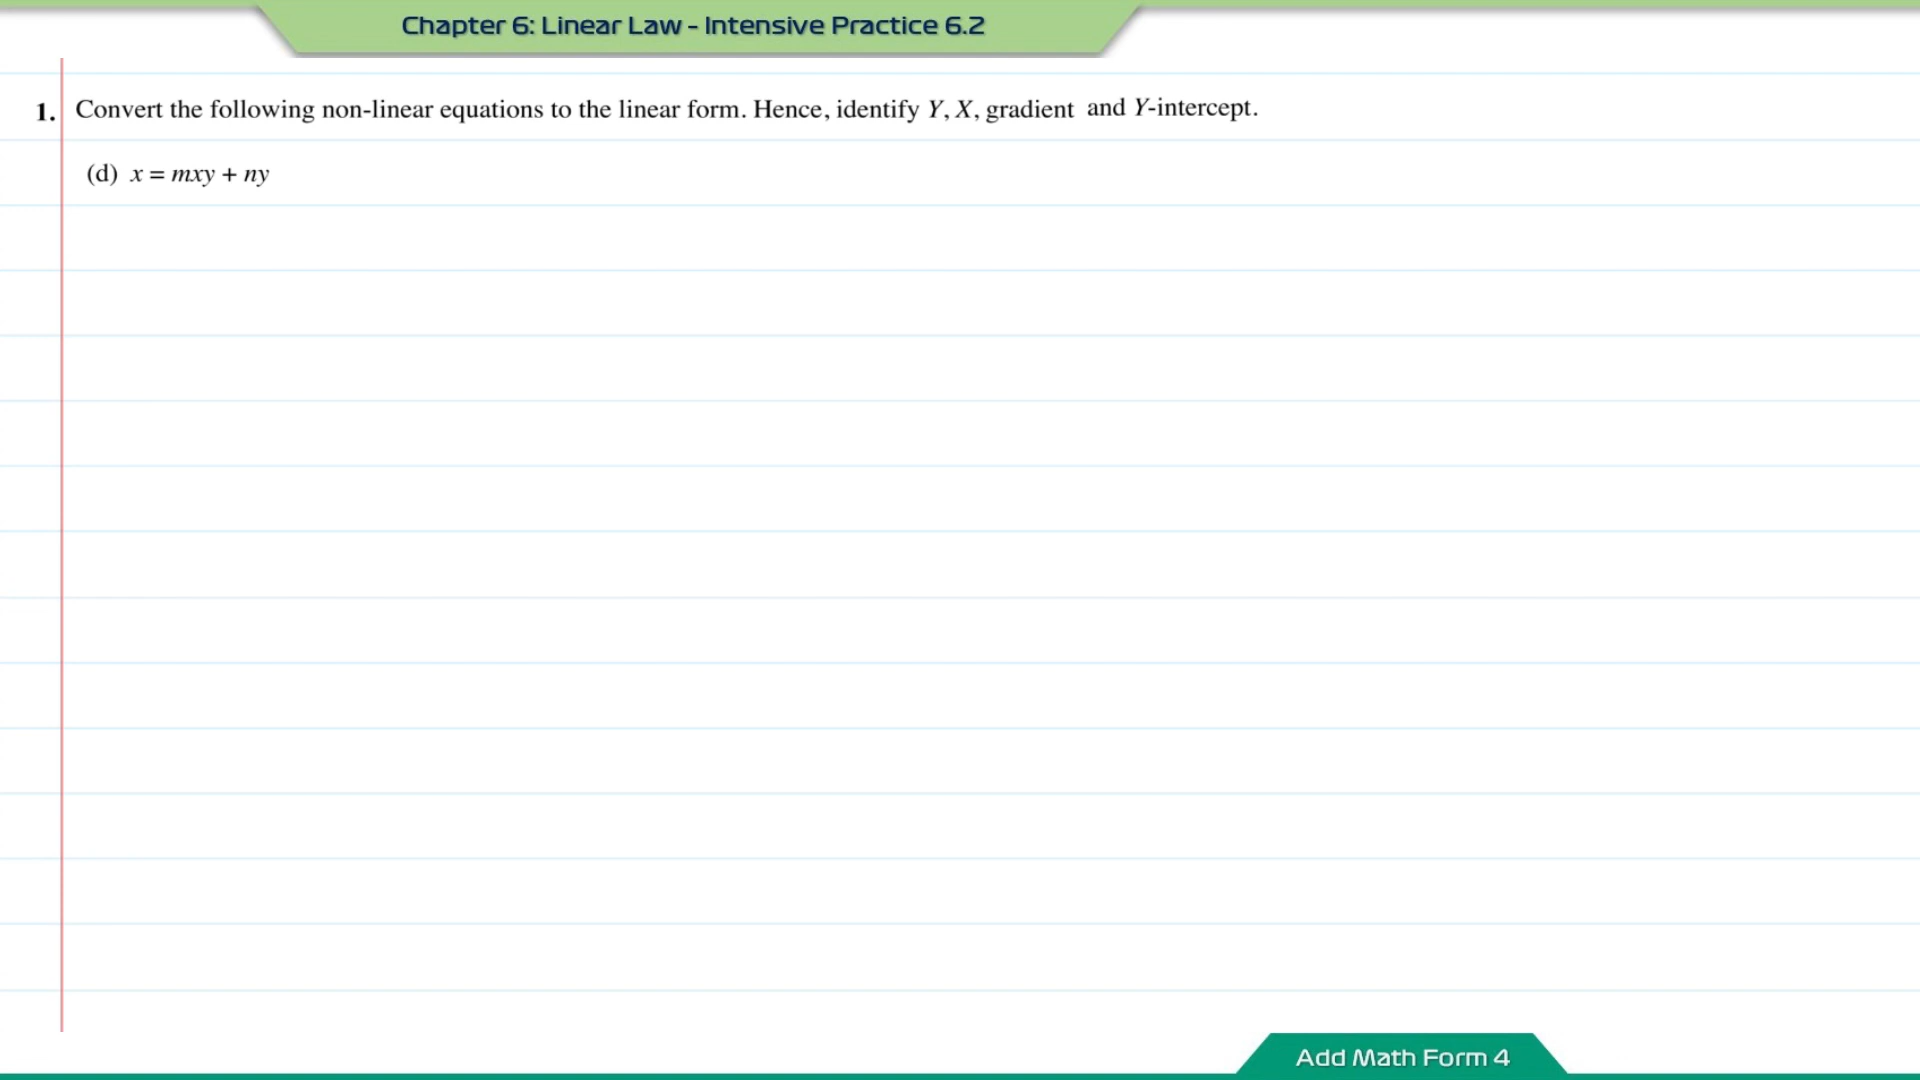 Chapter 6: Linear Law - Intensive Practice 6.2
1. Convert the following non-linear equations to the linear form. Hence, identify Y, X, gradient and Y-intercept.
(d) x = mxy + ny
Add Math Form 4